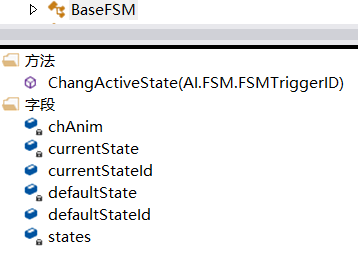 BaseFSM
方法
ChangActiveState(AI.FSM.FSMTriggerID)
字段
chAnim
currentState
currentStateId
defaultState
defaultStateId
states